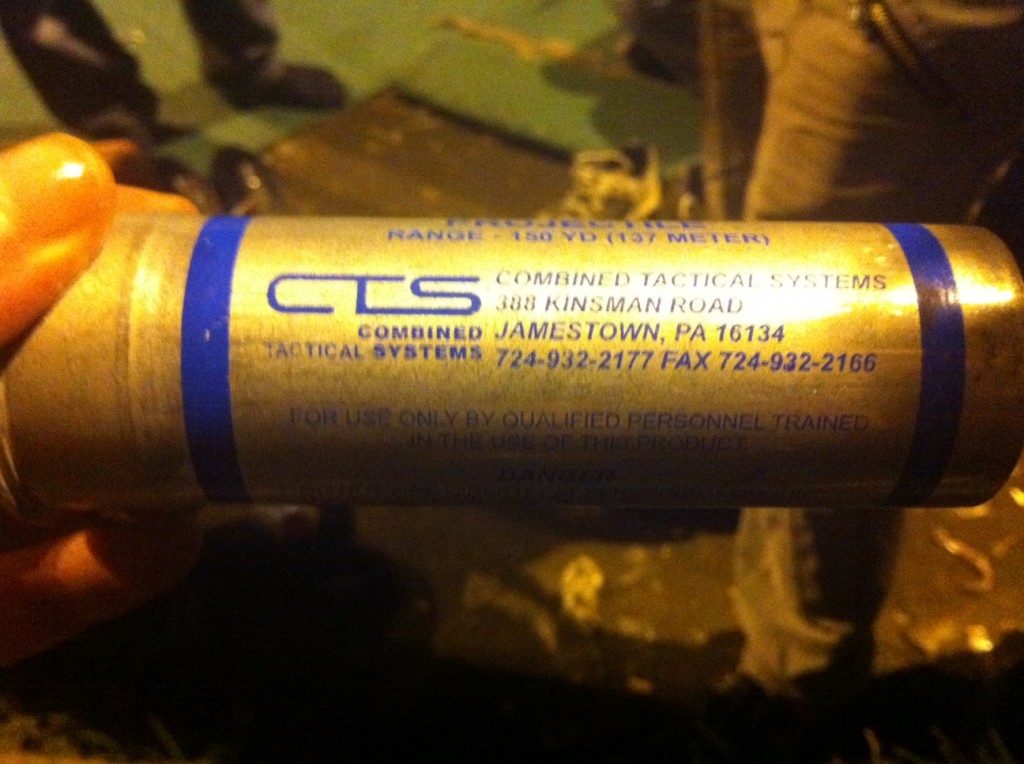 PROJECTILE
RANGE - 150 YD (137 METER)
CTS
COMBINED
TACTICAL SYSTEMS
COMBINED TACTICAL SYSTEMS
388 KINSMAN ROAD
JAMESTOWN, PA 16134
724-932-2177 FAX 724-932-2166
FOR USE ONLY BY QUALIFIED PERSONNEL TRAINED
IN THE USE OF THIS PRODUCT.
DANGER